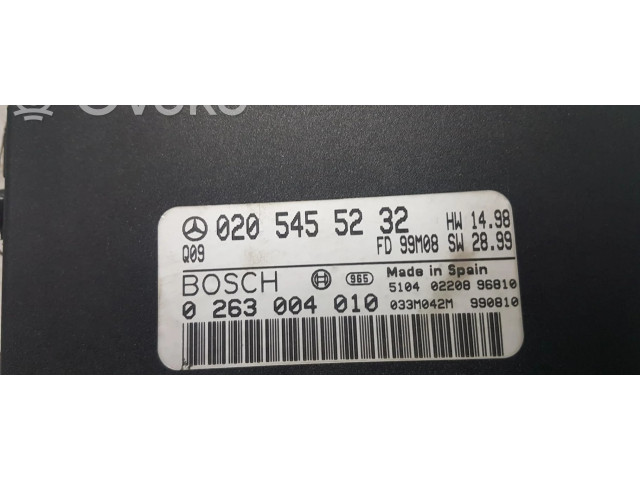 020 545 52 32 HW 14.98
Q09 FD 99M08 SW 28.99
BOSCH 965 Made in Spain
5104 02208 96810
0 263 004 010 033M042M 990810